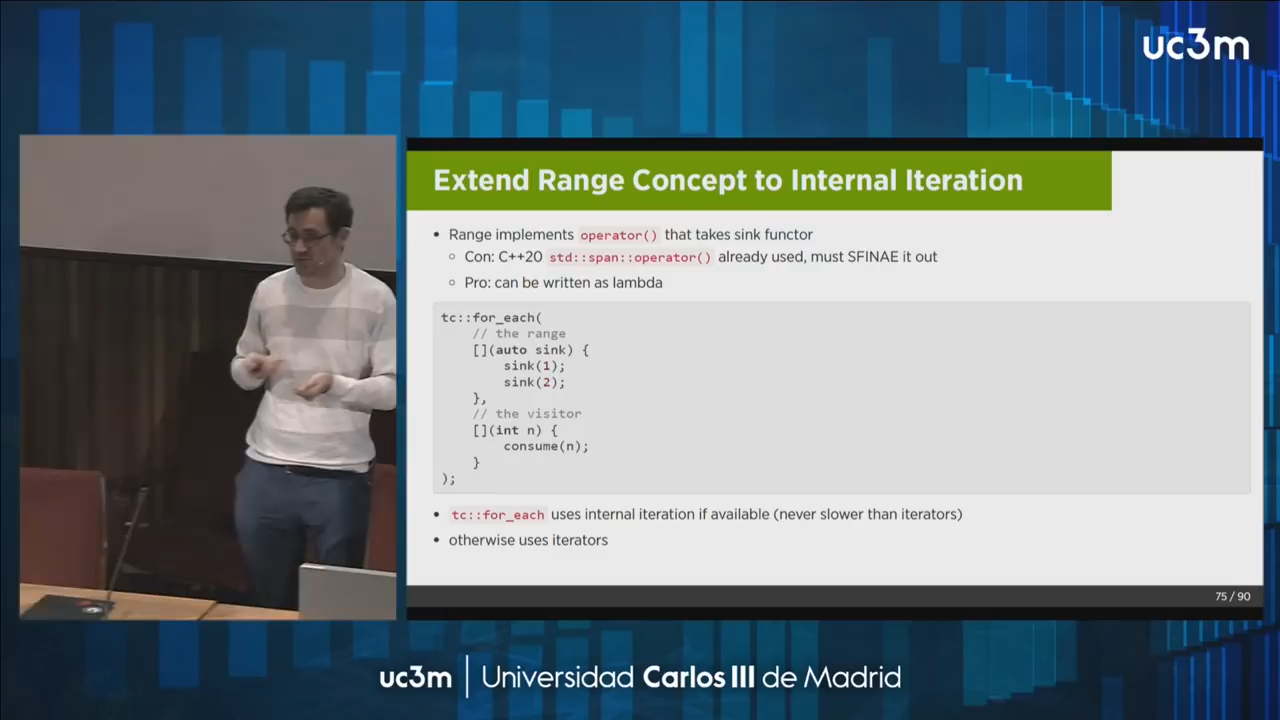 uc3m
Extend Range Concept to Internal Iteration
• Range implements operator() that takes sink functor
◦ Con: C++20 std::span::operator() already used, must SFINAE it out
◦ Pro: can be written as lambda
tc::for_each(
    // the range
    [](auto sink) {
        sink(1);
        sink(2);
    },
    // the visitor
    [](int n) {
        consume(n);
    }
);
• tc::for_each uses internal iteration if available (never slower than iterators)
• otherwise uses iterators
75 / 90
uc3m | Universidad Carlos III de Madrid